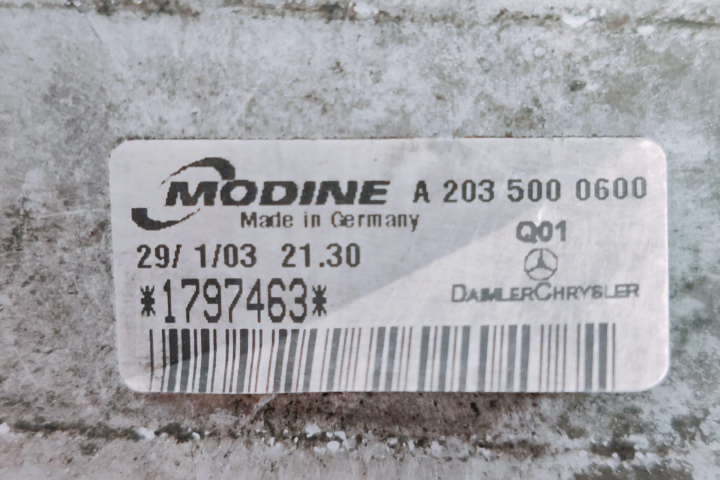 MODINE A 203 500 0600
Made in Germany
Q01
29/ 1/03 21.30
DAIMLERCHRYSLER
*1797463*